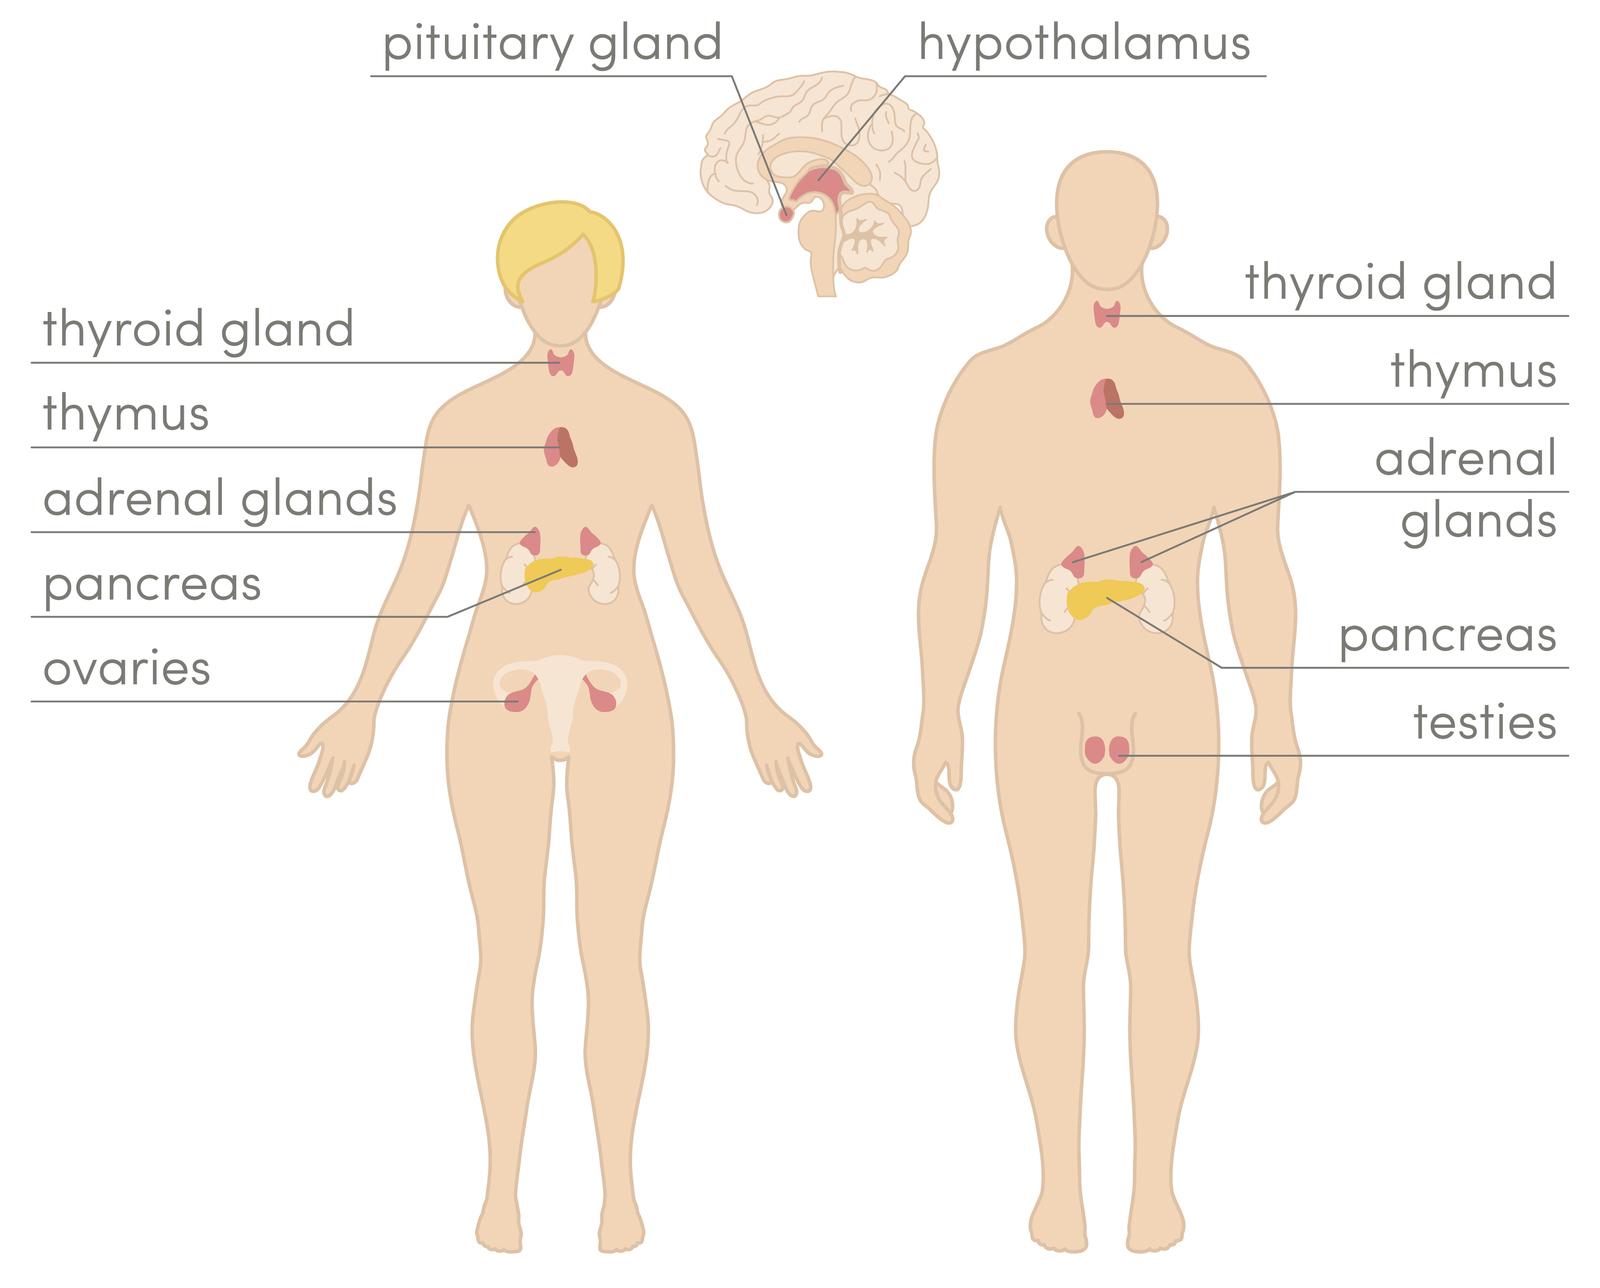 pituitary gland
hypothalamus
thyroid gland
thymus
adrenal glands
pancreas
ovaries
thyroid gland
thymus
adrenal
glands
pancreas
testies